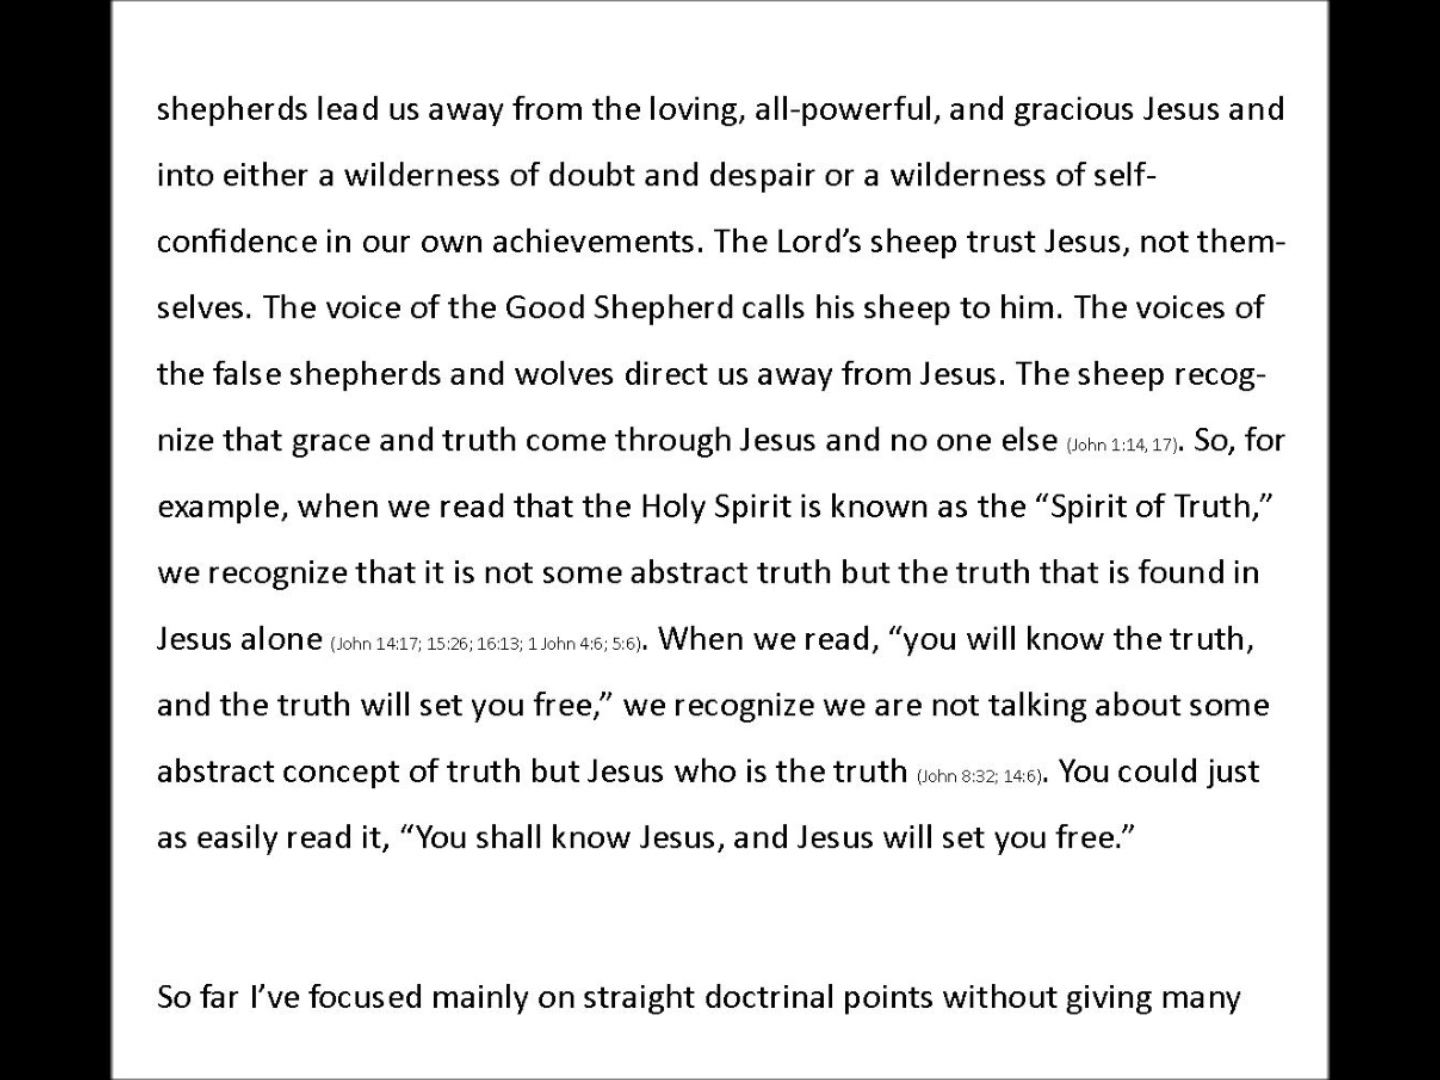 shepherds lead us away from the loving, all-powerful, and gracious Jesus and
into either a wilderness of doubt and despair or a wilderness of self-
confidence in our own achievements. The Lord’s sheep trust Jesus, not them-
selves. The voice of the Good Shepherd calls his sheep to him. The voices of
the false shepherds and wolves direct us away from Jesus. The sheep recog-
nize that grace and truth come through Jesus and no one else (John 1:14, 17). So, for
example, when we read that the Holy Spirit is known as the “Spirit of Truth,”
we recognize that it is not some abstract truth but the truth that is found in
Jesus alone (John 14:17; 15:26; 16:13; 1 John 4:6; 5:6). When we read, “you will know the truth,
and the truth will set you free,” we recognize we are not talking about some
abstract concept of truth but Jesus who is the truth (John 8:32; 14:6). You could just
as easily read it, “You shall know Jesus, and Jesus will set you free.”
So far I’ve focused mainly on straight doctrinal points without giving many